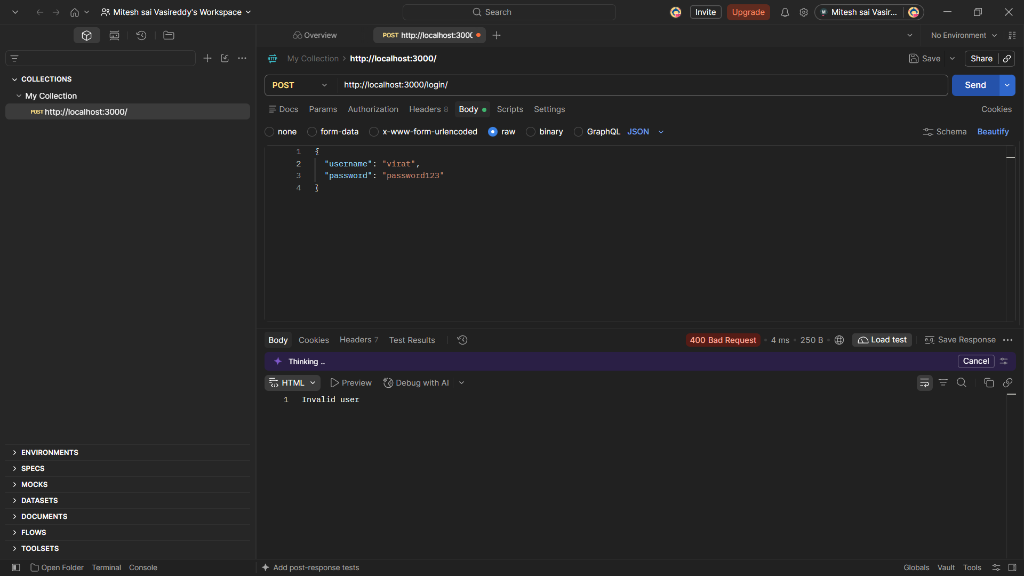 Mitesh sai Vasireddy's Workspace
Search
Invite
Upgrade
Mitesh sai Vasir...
Overview
POST http://localhost:3000
No Environment
My Collection > http://localhost:3000/
Save
Share
COLLECTIONS
My Collection
POST http://localhost:3000/
POST
http://localhost:3000/login/
Send
Docs Params Authorization Headers 8 Body Scripts Settings
Cookies
none form-data x-www-form-urlencoded raw binary GraphQL JSON
Schema Beautify
1 {
2 "username": "virat",
3 "password": "password123"
4 }
Body Cookies Headers 7 Test Results
400 Bad Request • 4 ms • 250 B
Load test
Save Response
Thinking ..
Cancel
HTML Preview Debug with AI
1 Invalid user
ENVIRONMENTS
SPECS
MOCKS
DATASETS
DOCUMENTS
FLOWS
TOOLSETS
Open Folder Terminal Console
Add post-response tests
Globals Vault Tools